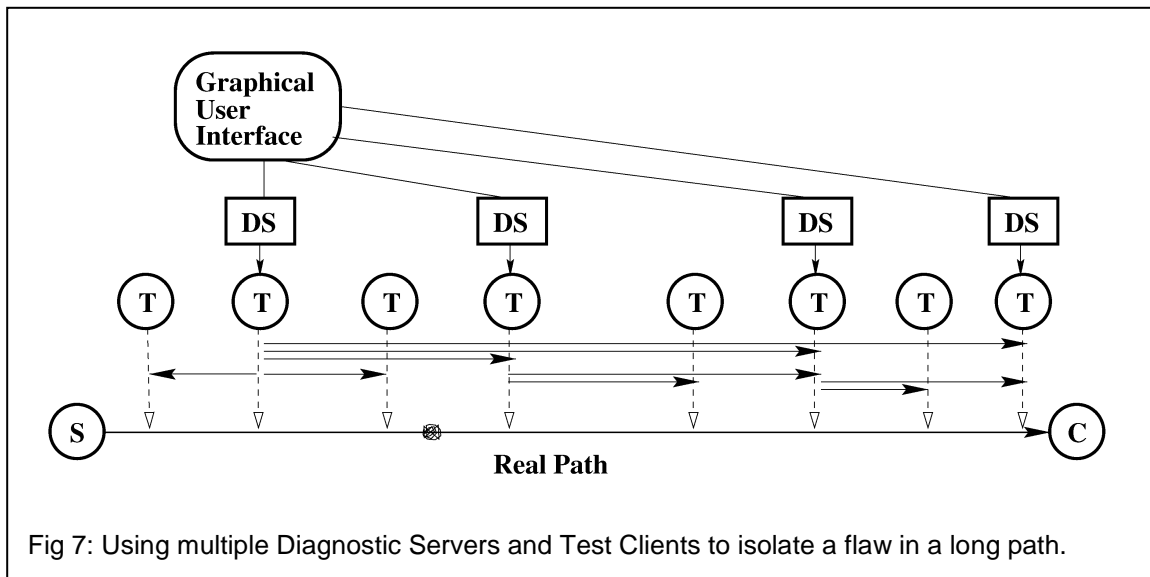 Graphical
User
Interface
DS DS DS DS
T T T T T T T T
S C
Real Path
Fig 7: Using multiple Diagnostic Servers and Test Clients to isolate a flaw in a long path.